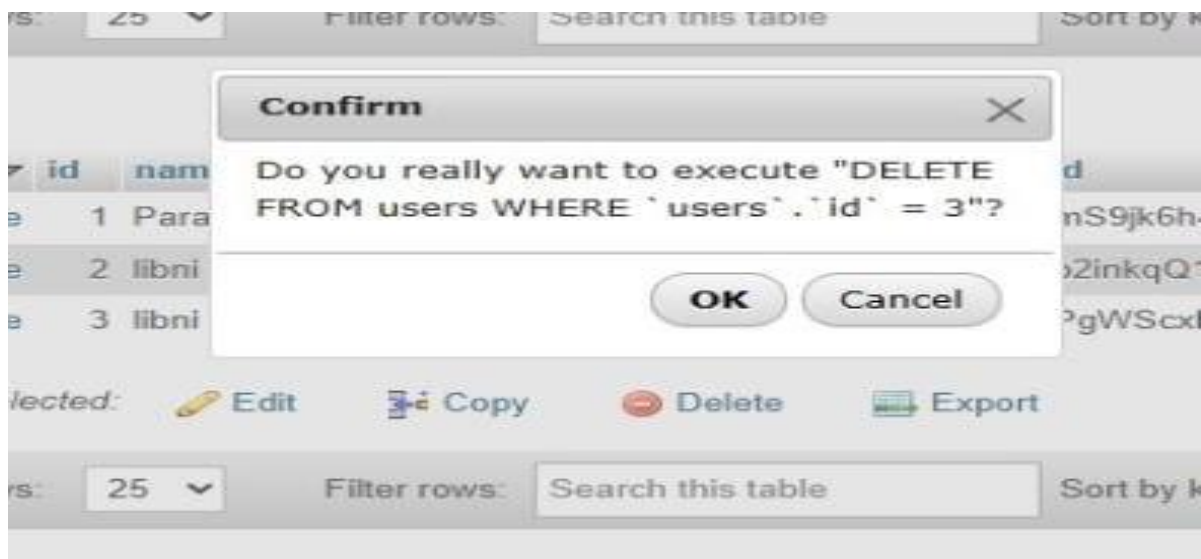 25 Filter rows: Search this table Sort by
Confirm
id nam d
1 Para mS9jk6h
2 libni
3 libni
Do you really want to execute "DELETE
FROM users WHERE `users`.`id` = 3"?
OK Cancel
lected: Edit Copy Delete Export
25 Filter rows: Search this table Sort by